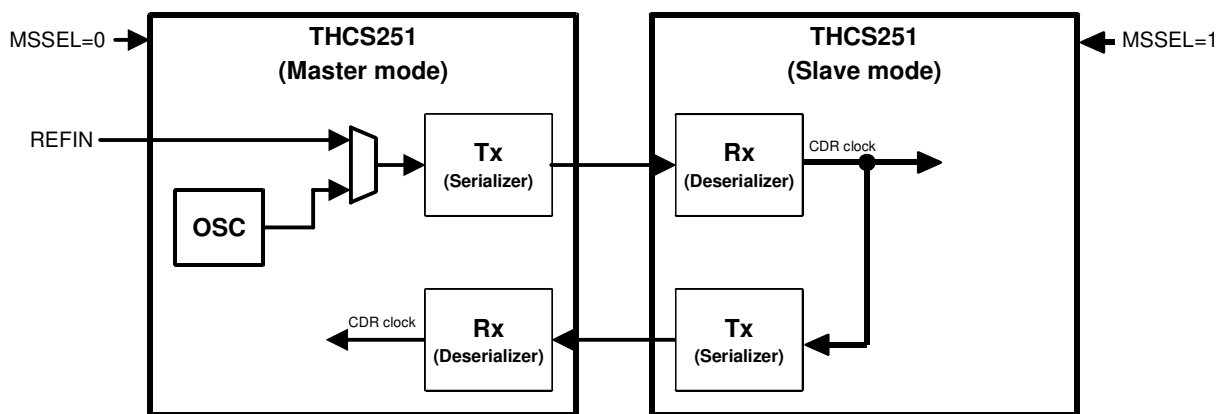 MSSEL=0
THCS251
(Master mode)
THCS251
(Slave mode)
MSSEL=1
REFIN
Tx
(Serializer)
Rx
(Deserializer)
CDR clock
OSC
CDR clock
Rx
(Deserializer)
Tx
(Serializer)